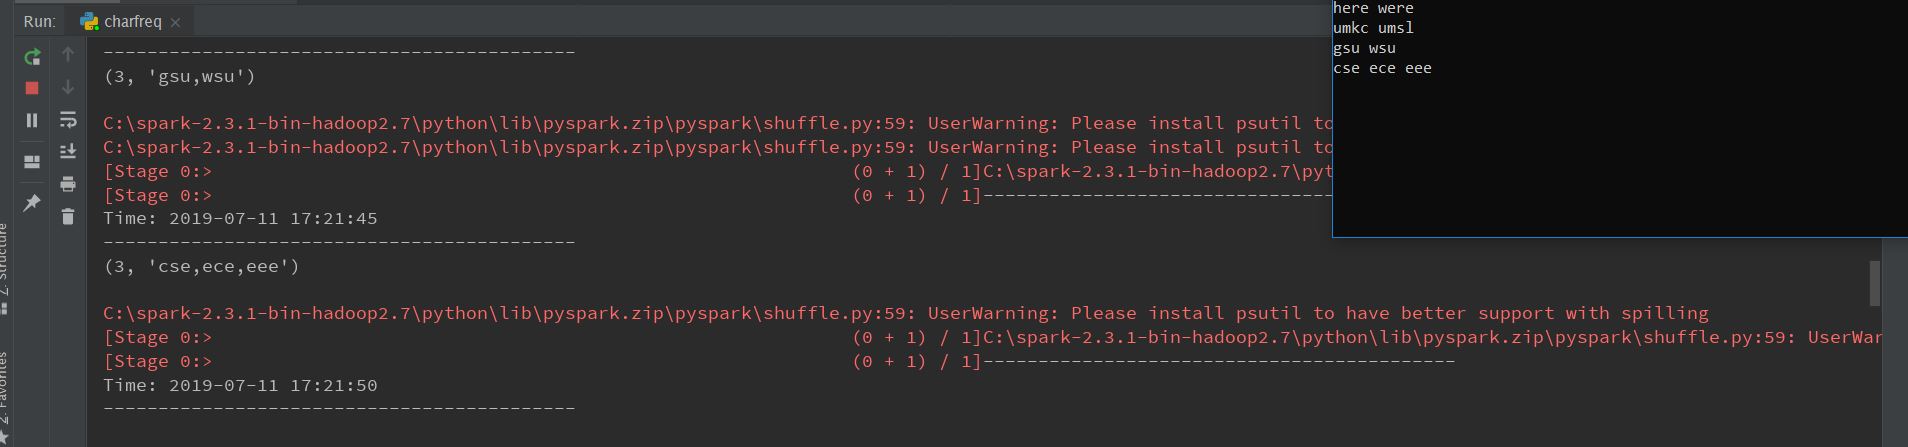 Run: charfreq
-------------------------------------------
(3, 'gsu,wsu')
C:\spark-2.3.1-bin-hadoop2.7\python\lib\pyspark.zip\pyspark\shuffle.py:59: UserWarning: Please install psutil to
C:\spark-2.3.1-bin-hadoop2.7\python\lib\pyspark.zip\pyspark\shuffle.py:59: UserWarning: Please install psutil to
[Stage 0:> (0 + 1) / 1]C:\spark-2.3.1-bin-hadoop2.7\pyt
[Stage 0:> (0 + 1) / 1]--------------------------------
Time: 2019-07-11 17:21:45
-------------------------------------------
(3, 'cse,ece,eee')
C:\spark-2.3.1-bin-hadoop2.7\python\lib\pyspark.zip\pyspark\shuffle.py:59: UserWarning: Please install psutil to have better support with spilling
[Stage 0:> (0 + 1) / 1]C:\spark-2.3.1-bin-hadoop2.7\python\lib\pyspark.zip\pyspark\shuffle.py:59: UserWar
[Stage 0:> (0 + 1) / 1]-------------------------------------------
Time: 2019-07-11 17:21:50
-------------------------------------------
here were
umkc umsl
gsu wsu
cse ece eee
Z: Structure
2: Favorites